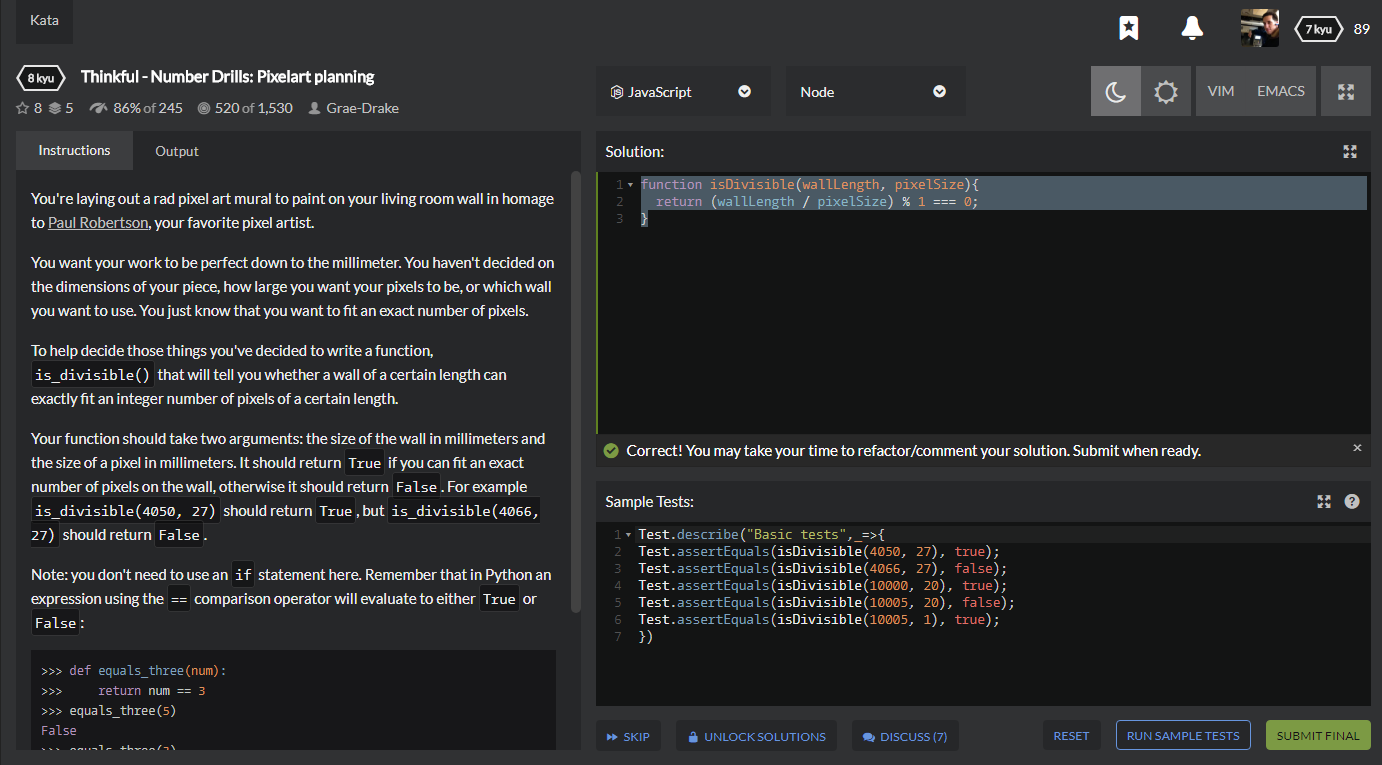 Kata
7 kyu 89
8 kyu Thinkful - Number Drills: Pixelart planning
8 5 86% of 245 520 of 1,530 Grae-Drake
JavaScript
Node
VIM EMACS
Instructions Output
You're laying out a rad pixel art mural to paint on your living room wall in homage
to Paul Robertson, your favorite pixel artist.
You want your work to be perfect down to the millimeter. You haven't decided on
the dimensions of your piece, how large you want your pixels to be, or which wall
you want to use. You just know that you want to fit an exact number of pixels.
To help decide those things you've decided to write a function,
is_divisible() that will tell you whether a wall of a certain length can
exactly fit an integer number of pixels of a certain length.
Your function should take two arguments: the size of the wall in millimeters and
the size of a pixel in millimeters. It should return True if you can fit an exact
number of pixels on the wall, otherwise it should return False. For example
is_divisible(4050, 27) should return True, but is_divisible(4066,
27) should return False.
Note: you don't need to use an if statement here. Remember that in Python an
expression using the == comparison operator will evaluate to either True or
False:
>>> def equals_three(num):
>>>     return num == 3
>>> equals_three(5)
False
>>> equals_three(3)
Solution:
1 function isDivisible(wallLength, pixelSize){
2   return (wallLength / pixelSize) % 1 === 0;
3 }
Correct! You may take your time to refactor/comment your solution. Submit when ready. ×
Sample Tests:
1 Test.describe("Basic tests",_=>{
2 Test.assertEquals(isDivisible(4050, 27), true);
3 Test.assertEquals(isDivisible(4066, 27), false);
4 Test.assertEquals(isDivisible(10000, 20), true);
5 Test.assertEquals(isDivisible(10005, 20), false);
6 Test.assertEquals(isDivisible(10005, 1), true);
7 })
SKIP UNLOCK SOLUTIONS DISCUSS (7) RESET RUN SAMPLE TESTS SUBMIT FINAL